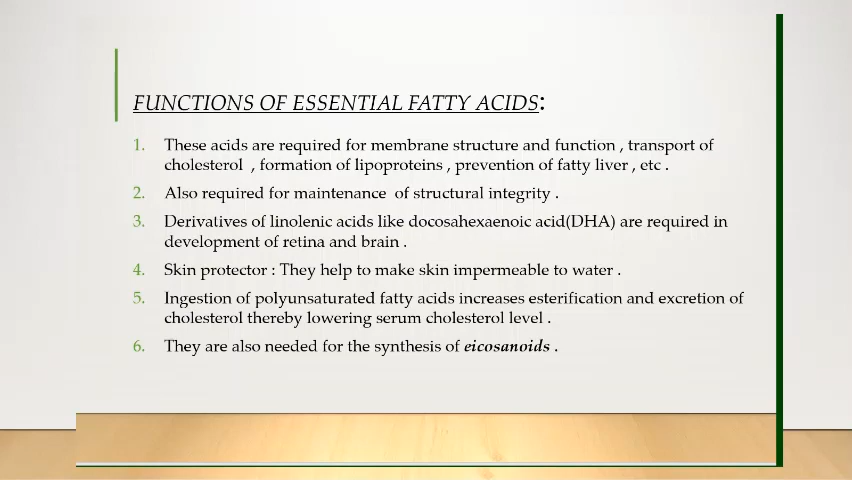 FUNCTIONS OF ESSENTIAL FATTY ACIDS:
1. These acids are required for membrane structure and function , transport of
cholesterol , formation of lipoproteins , prevention of fatty liver , etc .
2. Also required for maintenance of structural integrity .
3. Derivatives of linolenic acids like docosahexaenoic acid(DHA) are required in
development of retina and brain .
4. Skin protector : They help to make skin impermeable to water .
5. Ingestion of polyunsaturated fatty acids increases esterification and excretion of
cholesterol thereby lowering serum cholesterol level .
6. They are also needed for the synthesis of eicosanoids .